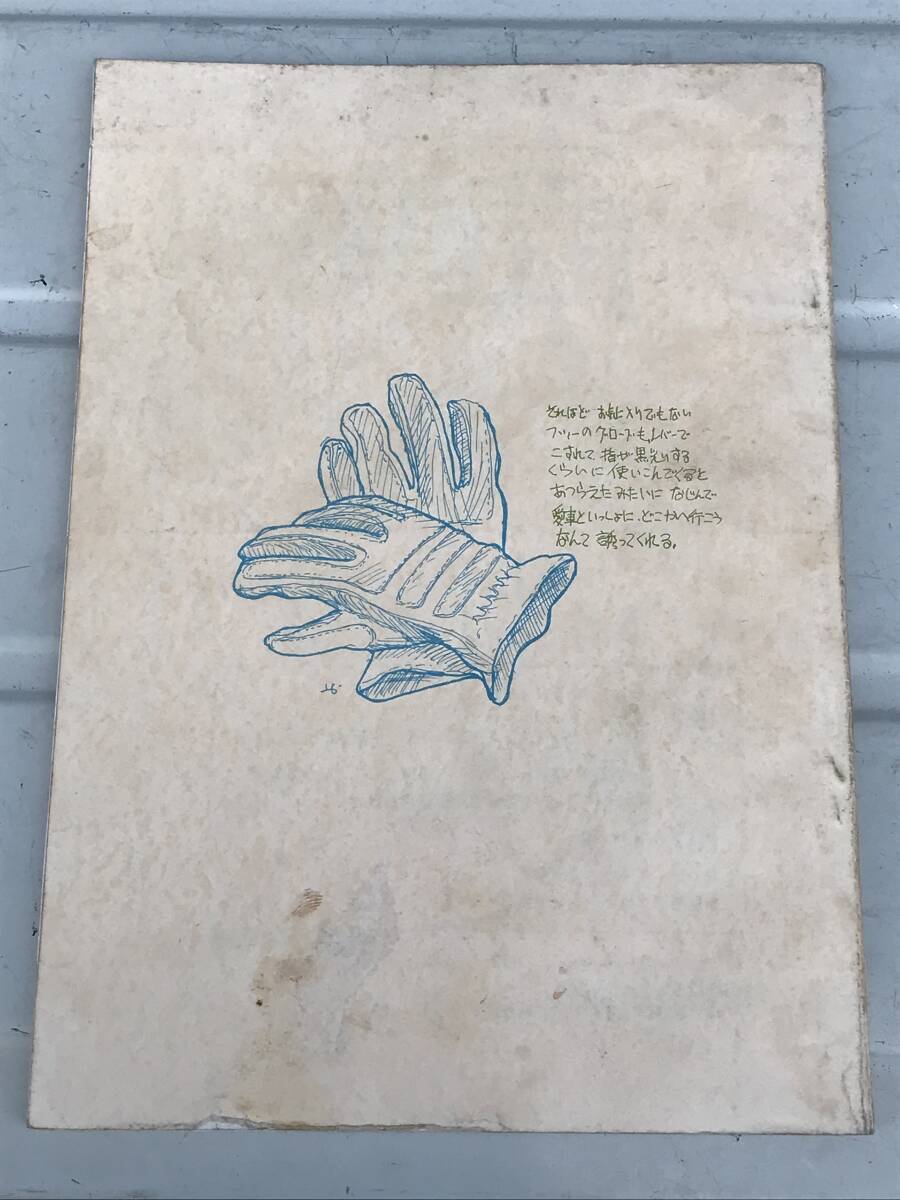 それほど お気に入りでもない
フツーのグローブも、レバーで
こすれて 指が黒光りする
くらいに 使いこんでくると
あつらえたみたいに なじんで
愛車といっしょに、どこかへ行こう
なんて 誘ってくれる。